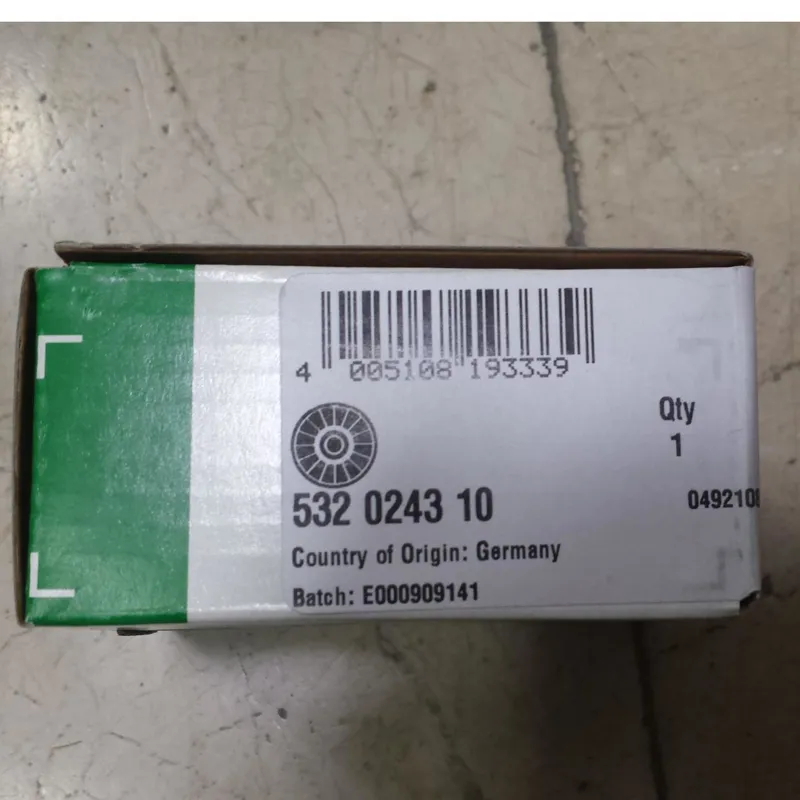 4 005108 193339
Qty
1
532 0243 10
Country of Origin: Germany
Batch: E000909141